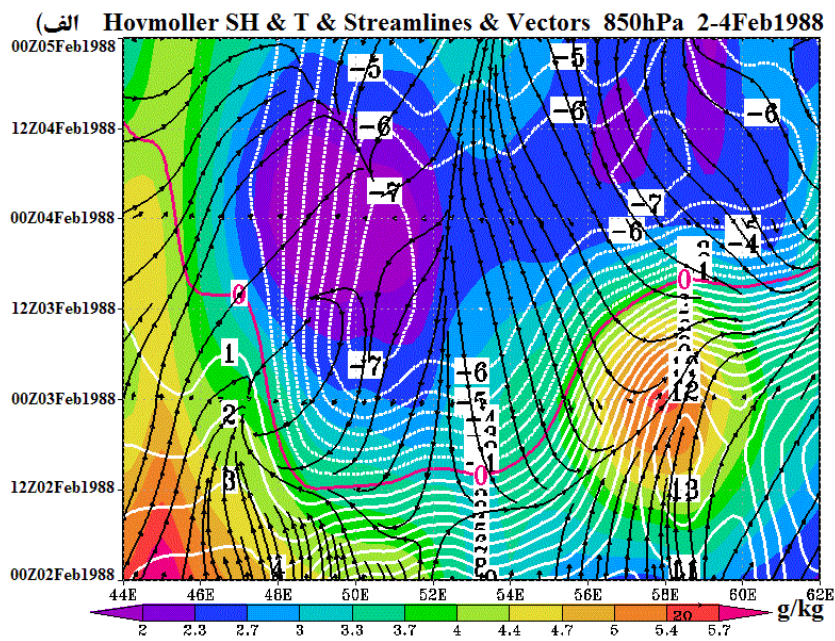 الف) Hovmoller SH & T & Streamlines & Vectors 850hPa 2-4Feb1988
00Z05Feb1988
-5 -5
12Z04Feb1988
-6 -6 -6
-7 -7
00Z04Feb1988
-6 -4
0 0
12Z03Feb1988
1 -7 -6
00Z03Feb1988
2 -5 12
-4
3 0 13
12Z02Feb1988
4 11
00Z02Feb1988
44E 46E 48E 50E 52E 54E 56E 58E 60E 62E
g/kg
2 2.3 2.7 3 3.3 3.7 4 4.4 4.7 5 5.4 20 5.7